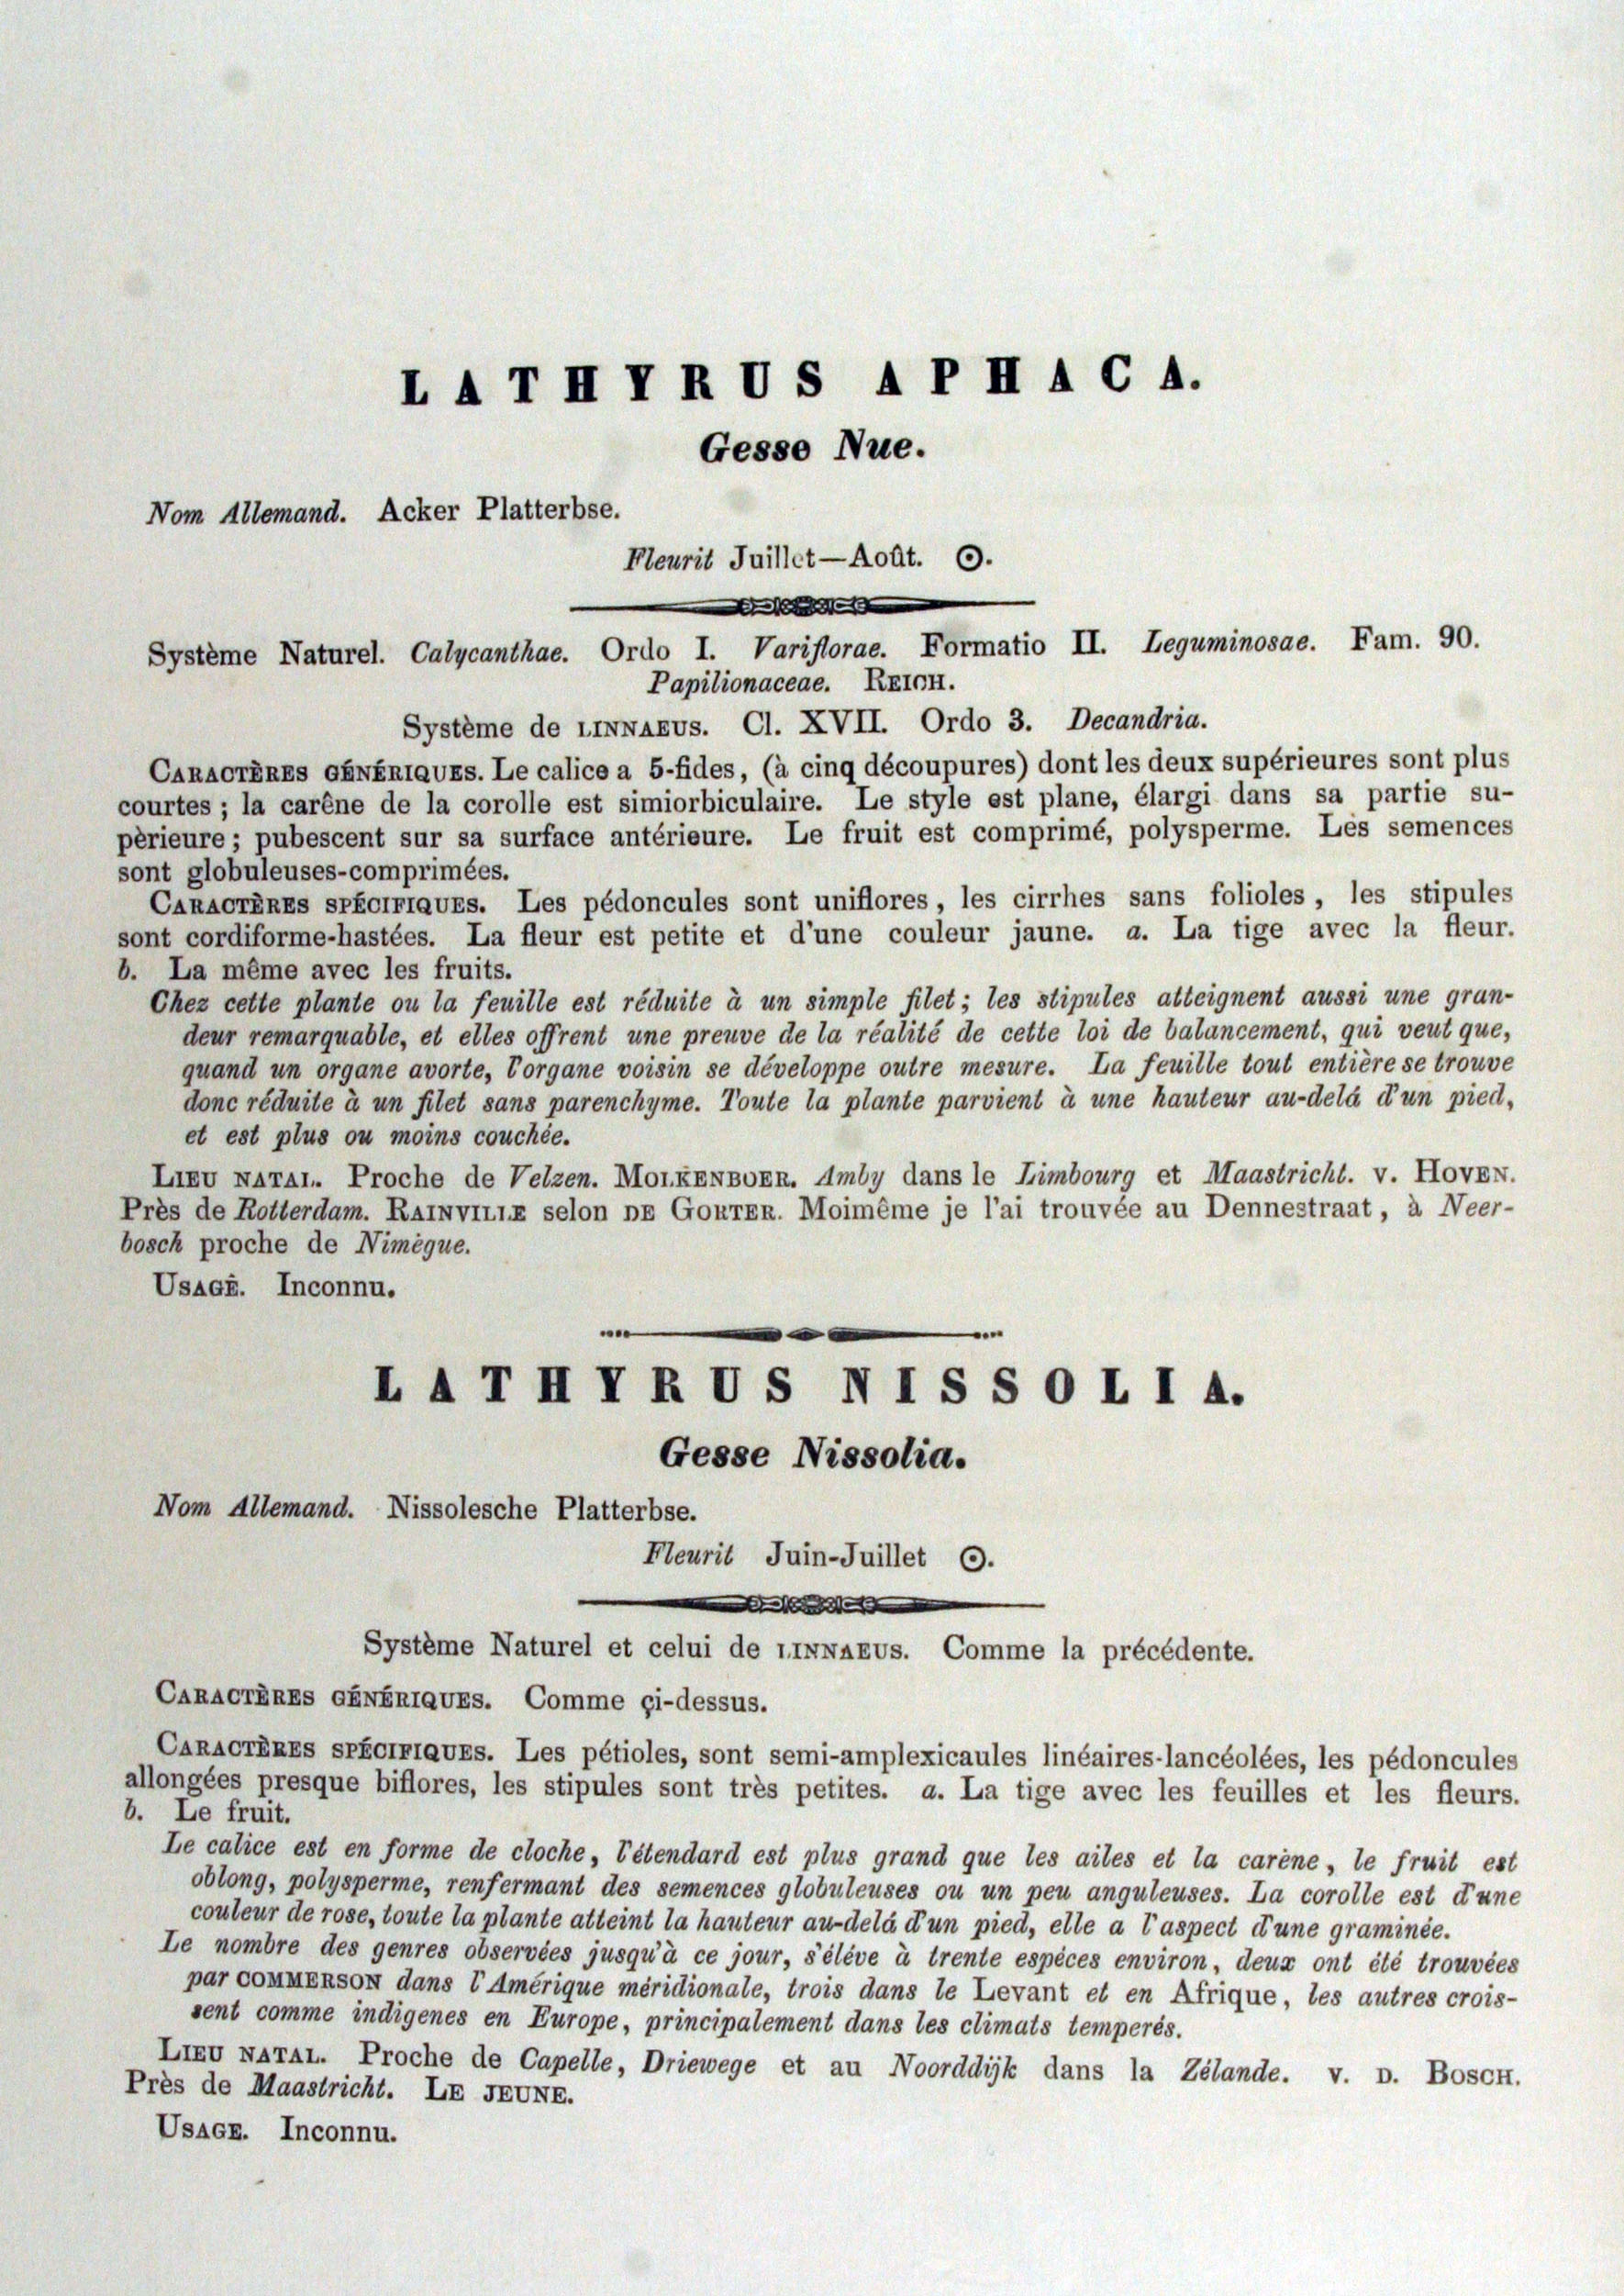 LATHYRUS APHACA.
Gesse Nue.
Nom Allemand. Acker Platterbse.
Fleurit Juillet—Août. ⊙.
Système Naturel. Calycanthae. Ordo I. Variflorae. Formatio II. Leguminosae. Fam. 90.
Papilionaceae. REICH.
Système de LINNAEUS. Cl. XVII. Ordo 3. Decandria.
CARACTÈRES GÉNÉRIQUES. Le calice a 5-fides, (à cinq découpures) dont les deux supérieures sont plus
courtes ; la carêne de la corolle est simiorbiculaire. Le style est plane, élargi dans sa partie su-
pèrieure ; pubescent sur sa surface antérieure. Le fruit est comprimé, polysperme. Les semences
sont globuleuses-comprimées.
CARACTÈRES SPÉCIFIQUES. Les pédoncules sont uniflores, les cirrhes sans folioles, les stipules
sont cordiforme-hastées. La fleur est petite et d'une couleur jaune. a. La tige avec la fleur.
b. La même avec les fruits.
Chez cette plante ou la feuille est réduite à un simple filet; les stipules atteignent aussi une gran-
deur remarquable, et elles offrent une preuve de la réalité de cette loi de balancement, qui veut que,
quand un organe avorte, l'organe voisin se développe outre mesure. La feuille tout entière se trouve
donc réduite à un filet sans parenchyme. Toute la plante parvient à une hauteur au-delá d'un pied,
et est plus ou moins couchée.
LIEU NATAL. Proche de Velzen. MOLKENBOER. Amby dans le Limbourg et Maastricht. v. HOVEN.
Près de Rotterdam. RAINVILLE selon DE GORTER. Moimême je l'ai trouvée au Dennestraat, à Neer-
bosch proche de Nimègue.
USAGE. Inconnu.
LATHYRUS NISSOLIA.
Gesse Nissolia.
Nom Allemand. Nissolesche Platterbse.
Fleurit Juin-Juillet ⊙.
Système Naturel et celui de LINNAEUS. Comme la précédente.
CARACTÈRES GÉNÉRIQUES. Comme çi-dessus.
CARACTÈRES SPÉCIFIQUES. Les pétioles, sont semi-amplexicaules linéaires-lancéolées, les pédoncules
allongées presque biflores, les stipules sont très petites. a. La tige avec les feuilles et les fleurs.
b. Le fruit.
Le calice est en forme de cloche, l'étendard est plus grand que les ailes et la carène, le fruit est
oblong, polysperme, renfermant des semences globuleuses ou un peu anguleuses. La corolle est d'une
couleur de rose, toute la plante atteint la hauteur au-delá d'un pied, elle a l'aspect d'une graminée.
Le nombre des genres observées jusqu'à ce jour, s'éléve à trente espéces environ, deux ont été trouvées
par COMMERSON dans l'Amérique méridionale, trois dans le Levant et en Afrique, les autres crois-
sent comme indigenes en Europe, principalement dans les climats temperés.
LIEU NATAL. Proche de Capelle, Driewege et au Noorddijk dans la Zélande. v. D. BOSCH.
Près de Maastricht. LE JEUNE.
USAGE. Inconnu.